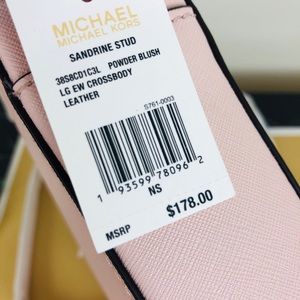 MICHAEL
MICHAEL KORS
SANDRINE STUD
38S8CD1C3L POWDER BLUSH
LG EW CROSSBODY
LEATHER
S761-0003
1 93599 78096 2
NS
MSRP $178.00